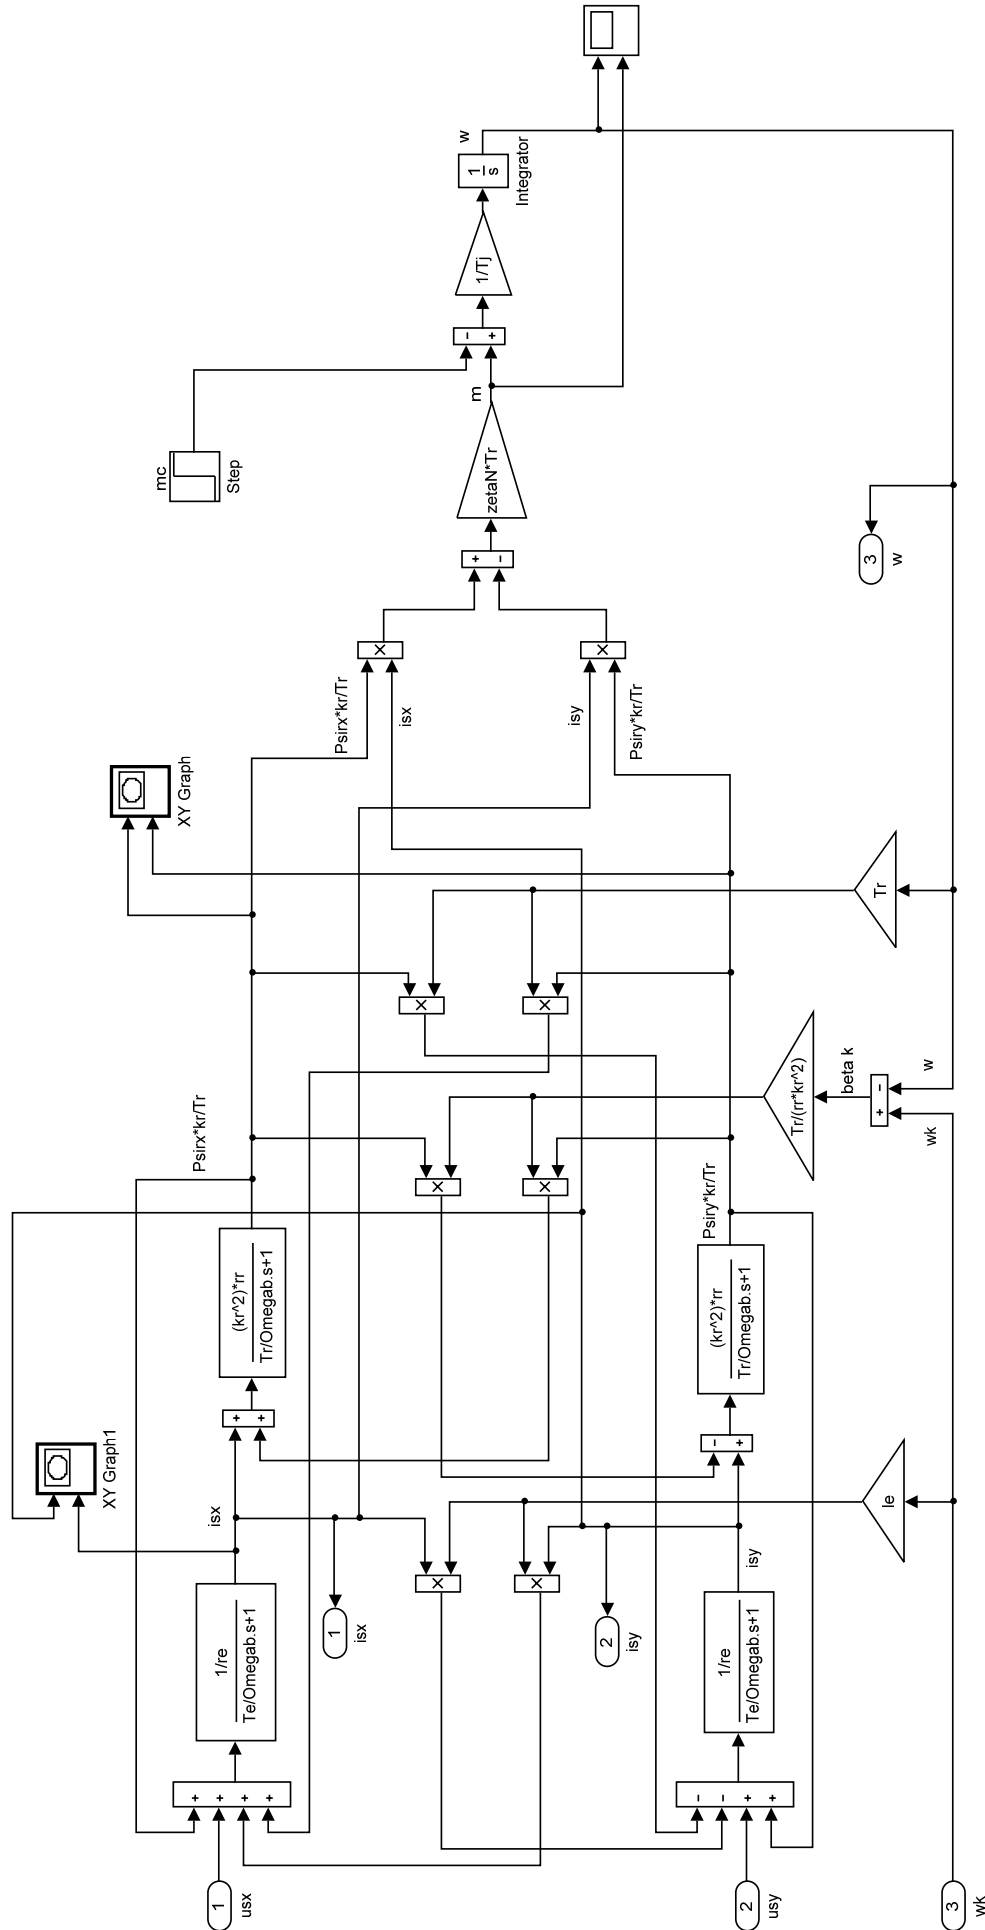 1
usx
+
+
+
+
1/re
Te/Omegab.s+1
isx
1
isx
XY Graph1
+
+
(kr^2)*rr
Tr/Omegab.s+1
Psirx*kr/Tr
XY Graph
Psirx*kr/Tr
isx
×
mc
Step
+
−
zetaN*Tr
m
−
+
1/Tj
1
s
Integrator
w
×
×
×
×
×
×
isy
Psiry*kr/Tr
×
2
usy
−
−
+
+
1/re
Te/Omegab.s+1
isy
2
isy
−
+
(kr^2)*rr
Tr/Omegab.s+1
Psiry*kr/Tr
3
wk
le
wk
w
+
−
beta k
Tr/(rr*kr^2)
Tr
3
w